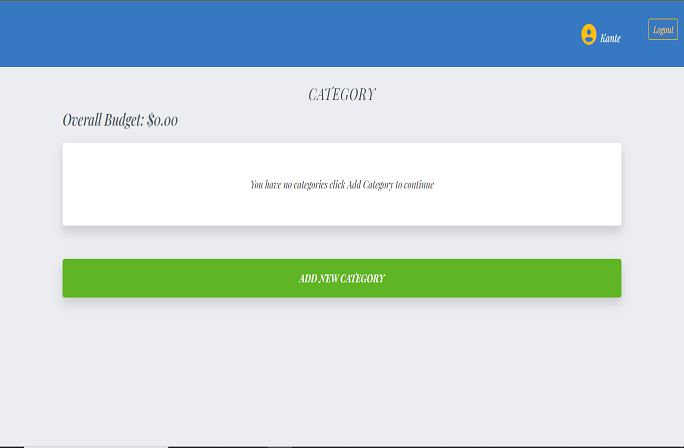 Kante
Logout
CATEGORY
Overall Budget: $0.00
You have no categories click Add Category to continue
ADD NEW CATEGORY